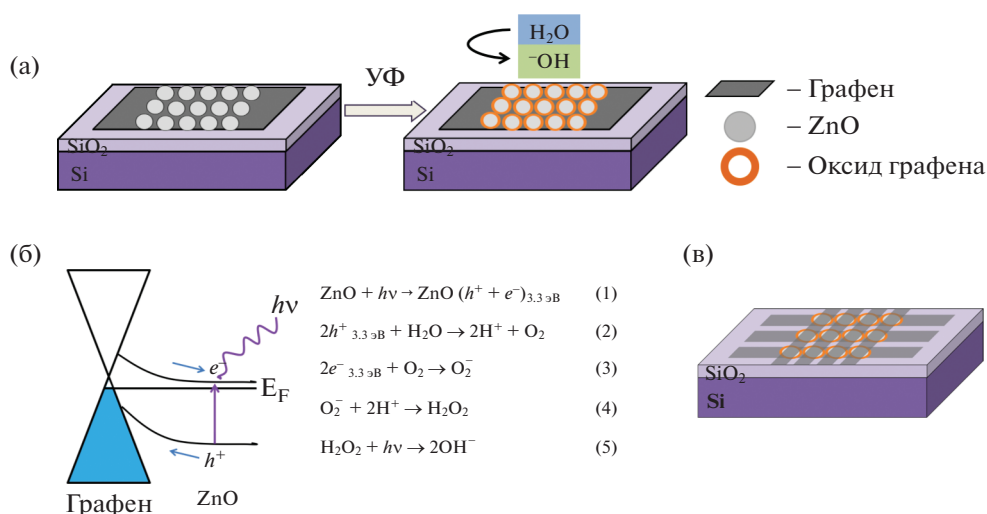 (а)
УФ
H₂O
⁻OH
SiO₂
Si
SiO₂
Si
– Графен
– ZnO
– Оксид графена
(б)
hν
e⁻
E_F
h⁺
Графен
ZnO
ZnO + hν → ZnO (h⁺ + e⁻)₃.₃ эВ (1)
2h⁺ ₃.₃ эВ + H₂O → 2H⁺ + O₂ (2)
2e⁻ ₃.₃ эВ + O₂ → O₂⁻ (3)
O₂⁻ + 2H⁺ → H₂O₂ (4)
H₂O₂ + hν → 2OH⁻ (5)
(в)
SiO₂
Si